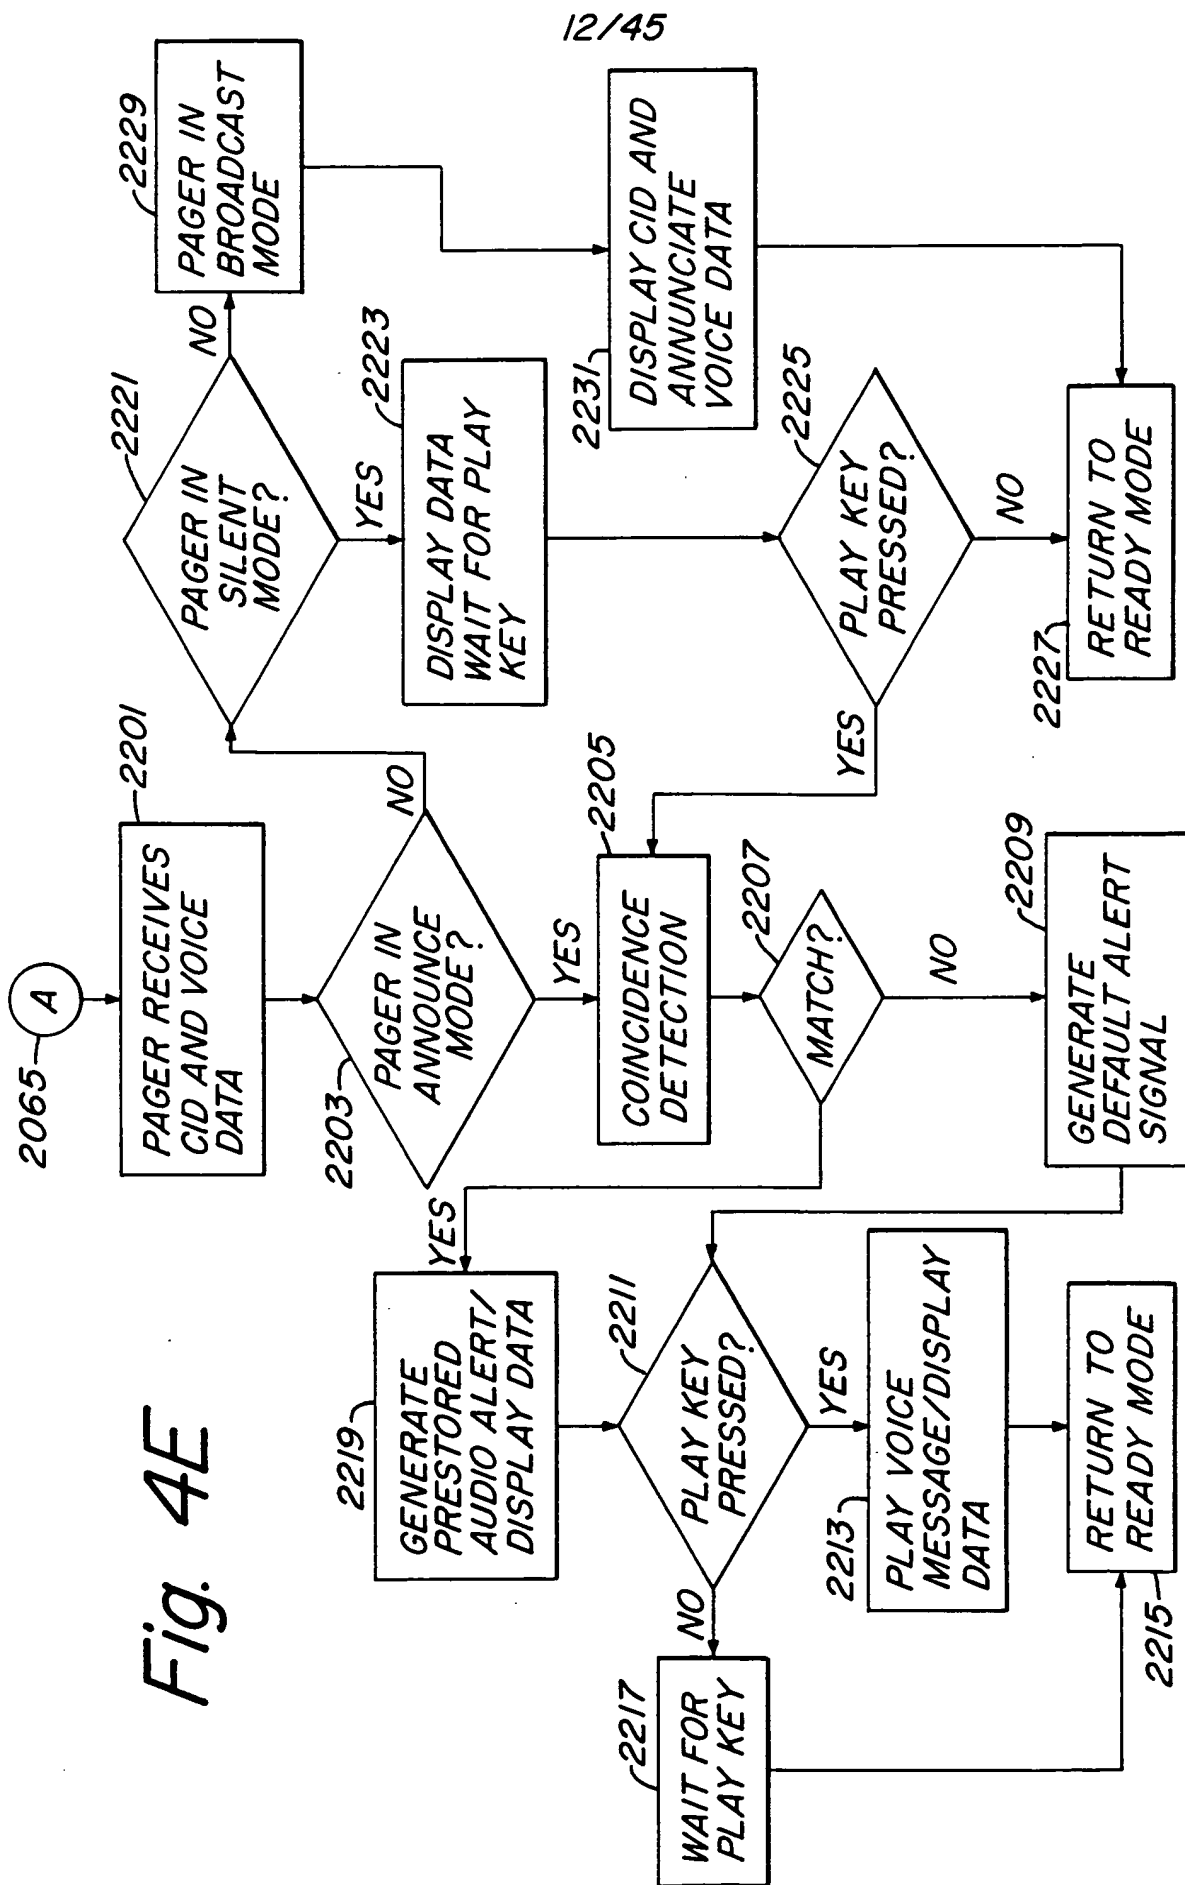 12/45
Fig. 4E
2065
A
2201
PAGER RECEIVES
CID AND VOICE
DATA
2203
PAGER IN
ANNOUNCE
MODE?
NO
YES
2221
PAGER IN
SILENT
MODE?
NO
YES
2229
PAGER IN
BROADCAST
MODE
2223
DISPLAY DATA
WAIT FOR PLAY
KEY
2231
DISPLAY CID AND
ANNUNCIATE
VOICE DATA
2225
PLAY KEY
PRESSED?
YES
NO
2227
RETURN TO
READY MODE
2205
COINCIDENCE
DETECTION
2207
MATCH?
YES
NO
2209
GENERATE
DEFAULT ALERT
SIGNAL
2219
GENERATE
PRESTORED
AUDIO ALERT/
DISPLAY DATA
2211
PLAY KEY
PRESSED?
NO
YES
2217
WAIT FOR
PLAY KEY
2213
PLAY VOICE
MESSAGE/DISPLAY
DATA
2215
RETURN TO
READY MODE